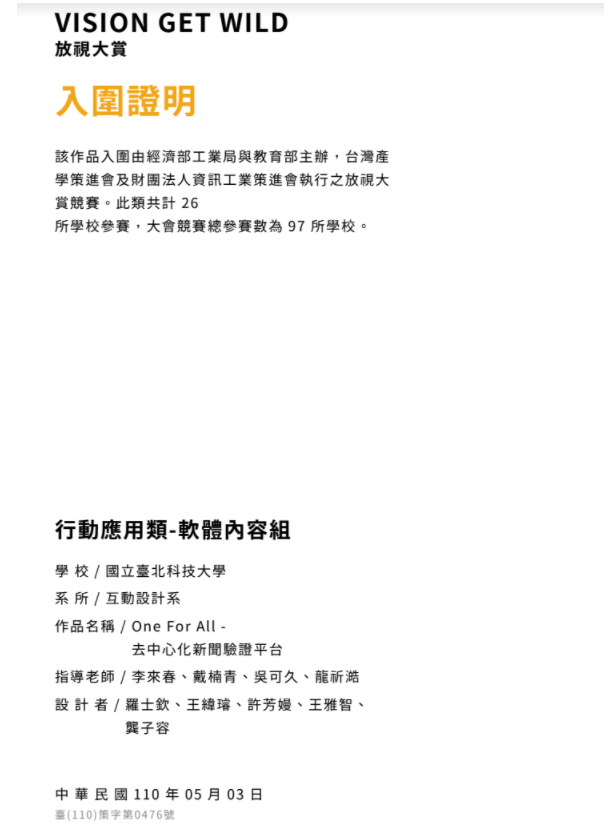 VISION GET WILD
放視大賞
入圍證明
該作品入圍由經濟部工業局與教育部主辦，台灣產
學策進會及財團法人資訊工業策進會執行之放視大
賞競賽。此類共計 26
所學校參賽，大會競賽總參賽數為 97 所學校。
行動應用類-軟體內容組
學 校 / 國立臺北科技大學
系 所 / 互動設計系
作品名稱 / One For All -
去中心化新聞驗證平台
指導老師 / 李來春、戴楠青、吳可久、龍祈澔
設 計 者 / 羅士欽、王緯璿、許芳嫚、王雅智、
龔子容
中 華 民 國 110 年 05 月 03 日
臺(110)策字第0476號